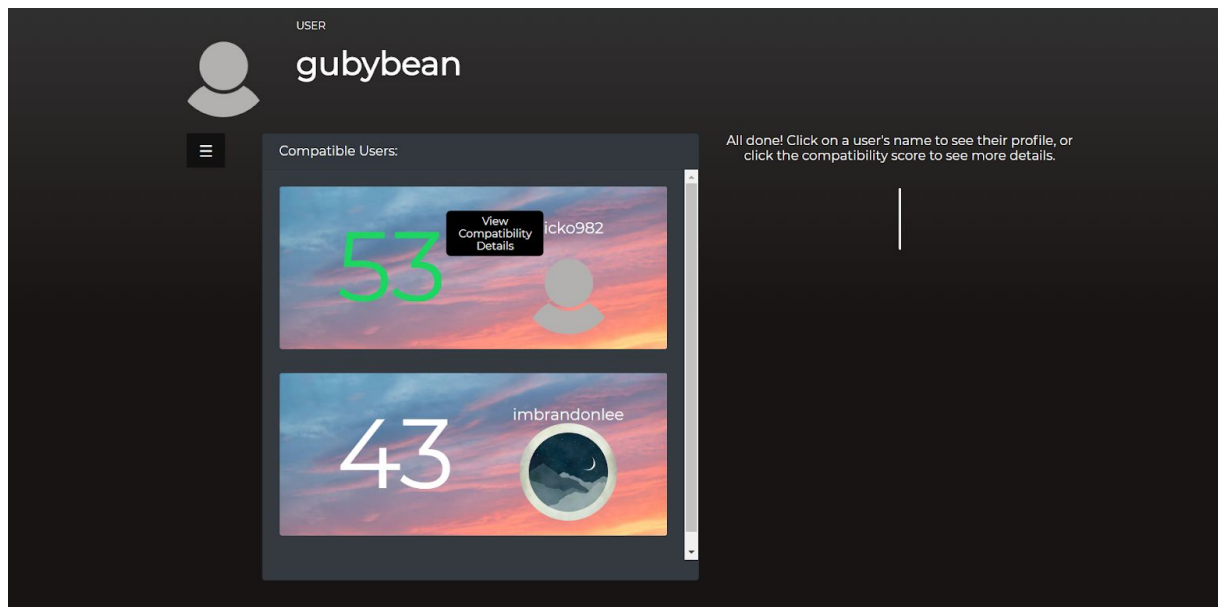 USER
gubybean
☰
Compatible Users:
All done! Click on a user's name to see their profile, or
click the compatibility score to see more details.
53
View
Compatibility
Details
icko982
43
imbrandonlee